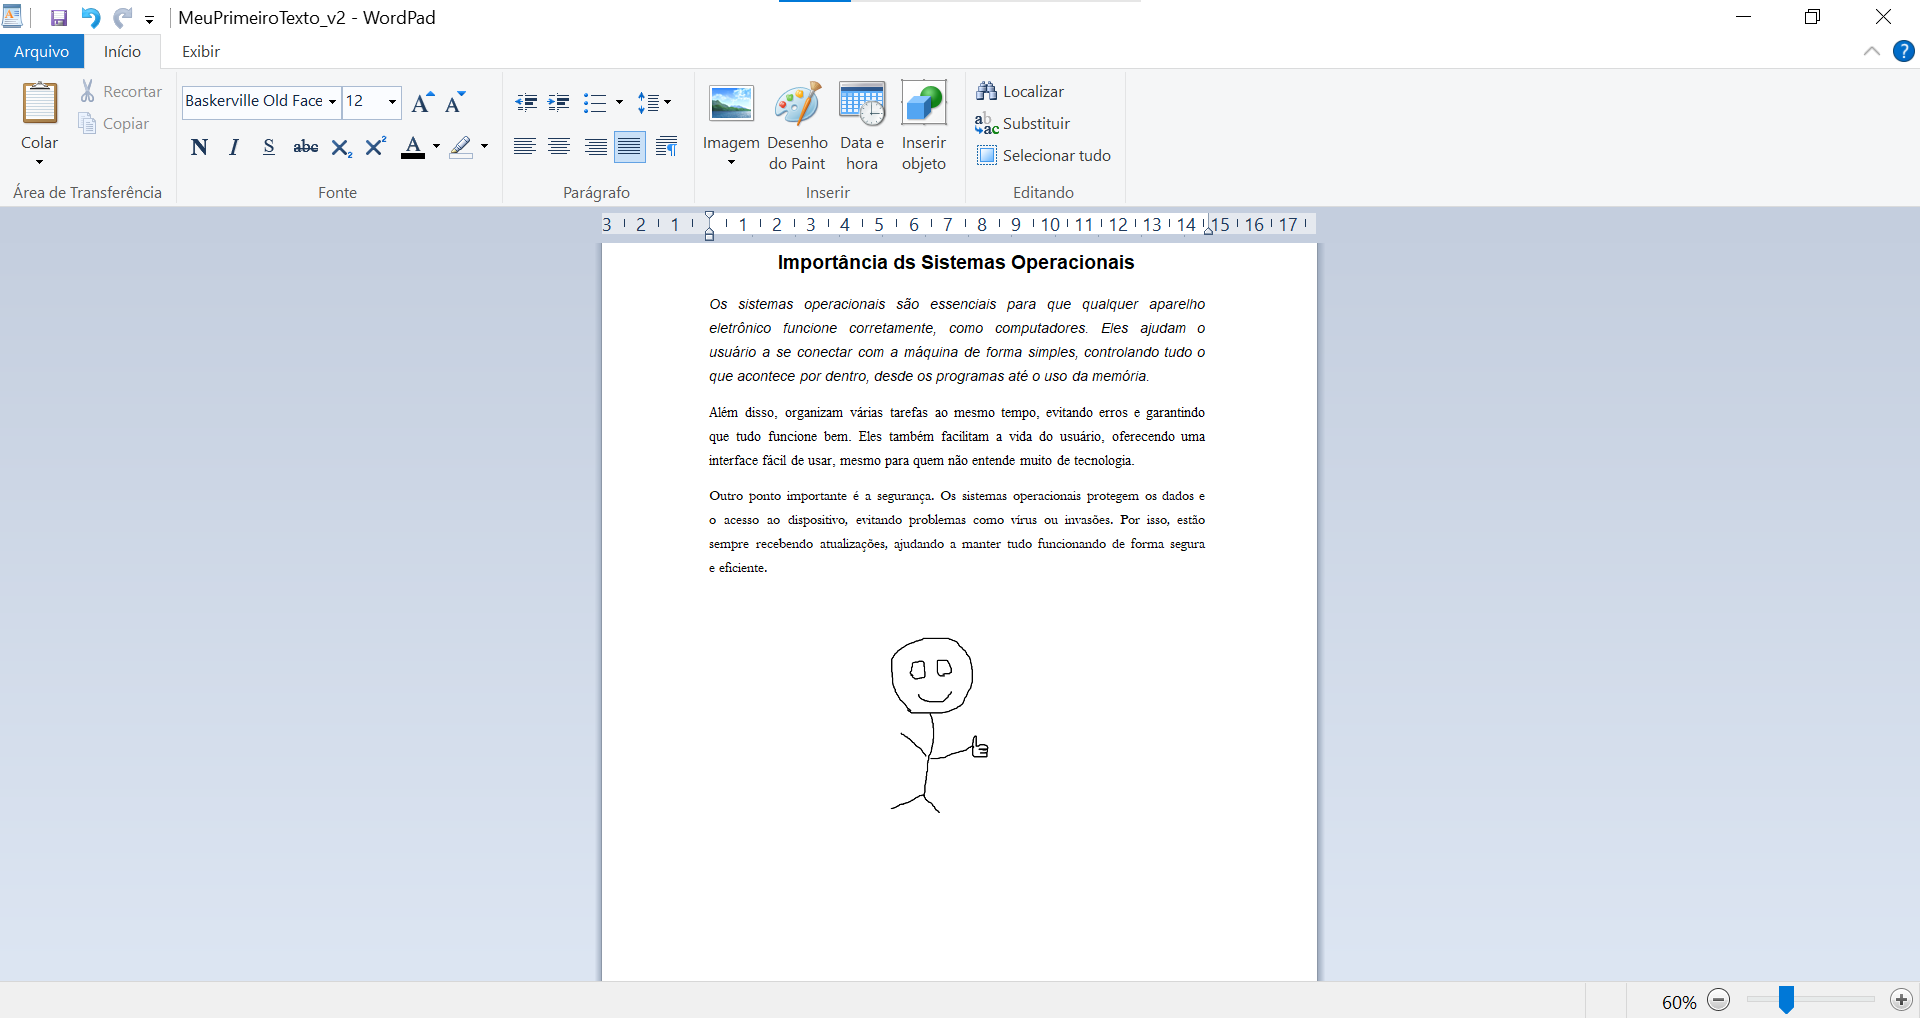 MeuPrimeiroTexto_v2 - WordPad
Arquivo Início Exibir
Colar
Recortar
Copiar
Área de Transferência
Baskerville Old Face 12
N I S abc X₂ X² A
Fonte
Parágrafo
Imagem
Desenho do Paint
Data e hora
Inserir objeto
Inserir
Localizar
Substituir
Selecionar tudo
Editando
3 2 1 1 2 3 4 5 6 7 8 9 10 11 12 13 14 15 16 17
Importância ds Sistemas Operacionais
Os sistemas operacionais são essenciais para que qualquer aparelho
eletrônico funcione corretamente, como computadores. Eles ajudam o
usuário a se conectar com a máquina de forma simples, controlando tudo o
que acontece por dentro, desde os programas até o uso da memória.
Além disso, organizam várias tarefas ao mesmo tempo, evitando erros e garantindo
que tudo funcione bem. Eles também facilitam a vida do usuário, oferecendo uma
interface fácil de usar, mesmo para quem não entende muito de tecnologia.
Outro ponto importante é a segurança. Os sistemas operacionais protegem os dados e
o acesso ao dispositivo, evitando problemas como vírus ou invasões. Por isso, estão
sempre recebendo atualizações, ajudando a manter tudo funcionando de forma segura
e eficiente.
60%